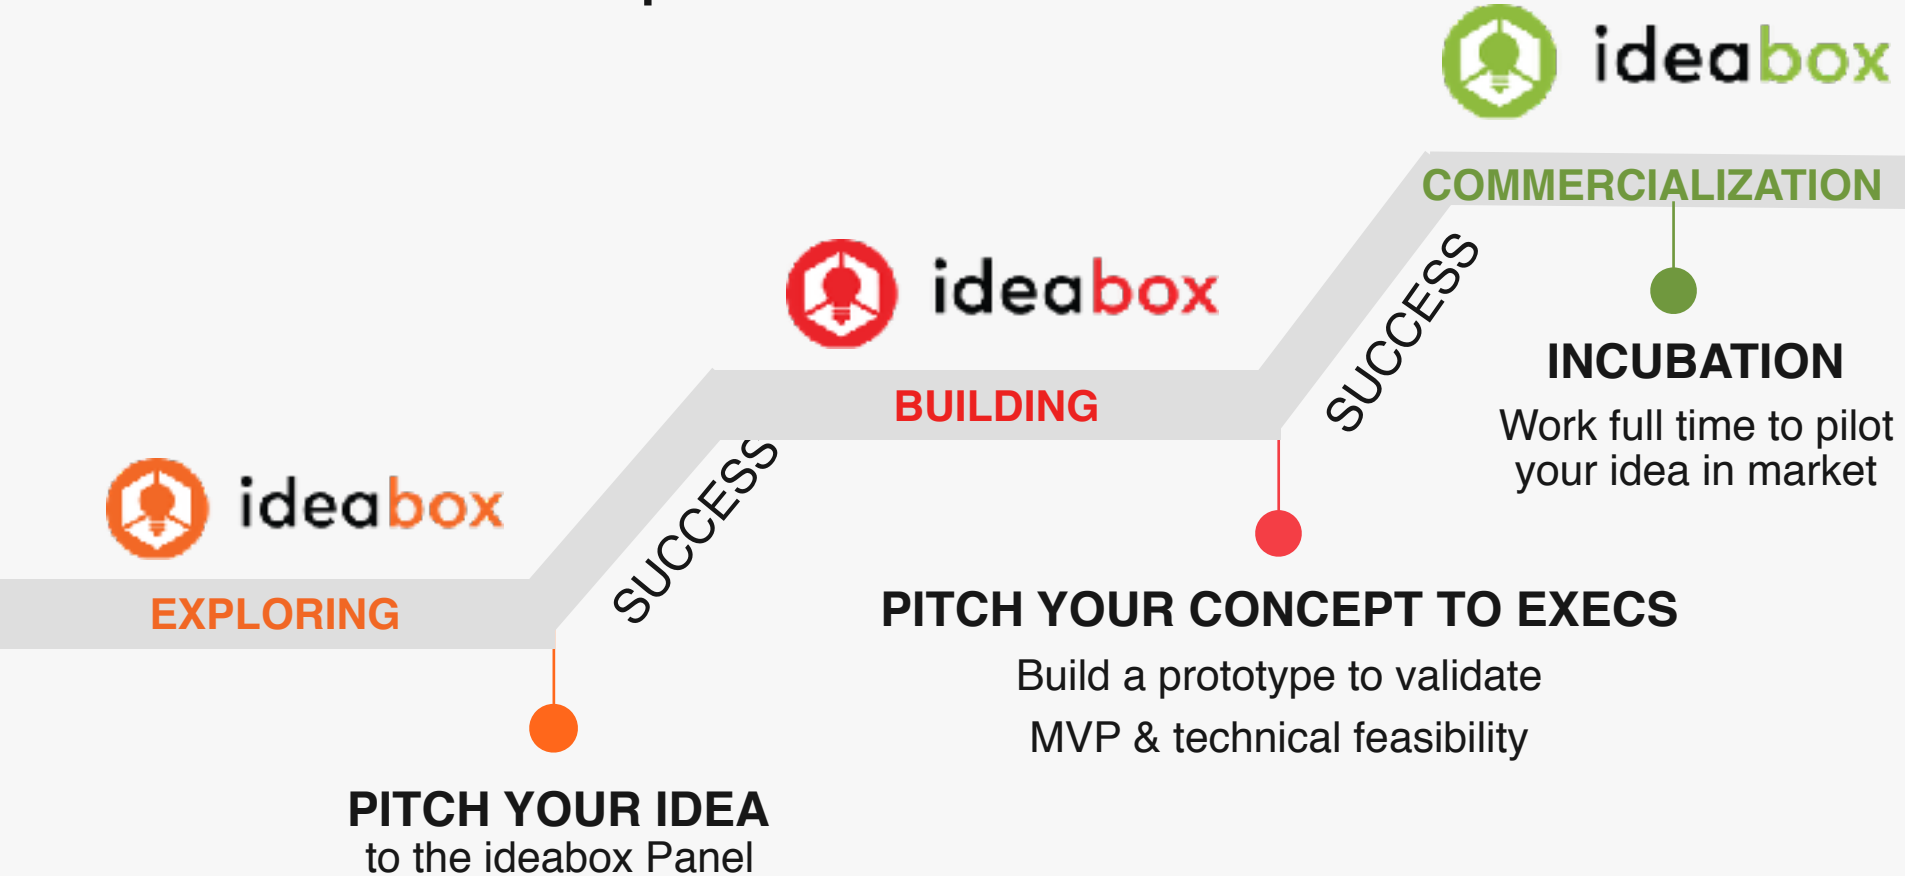 ideabox
EXPLORING
SUCCESS
PITCH YOUR IDEA
to the ideabox Panel
ideabox
BUILDING
SUCCESS
PITCH YOUR CONCEPT TO EXECS
Build a prototype to validate
MVP & technical feasibility
ideabox
COMMERCIALIZATION
INCUBATION
Work full time to pilot
your idea in market